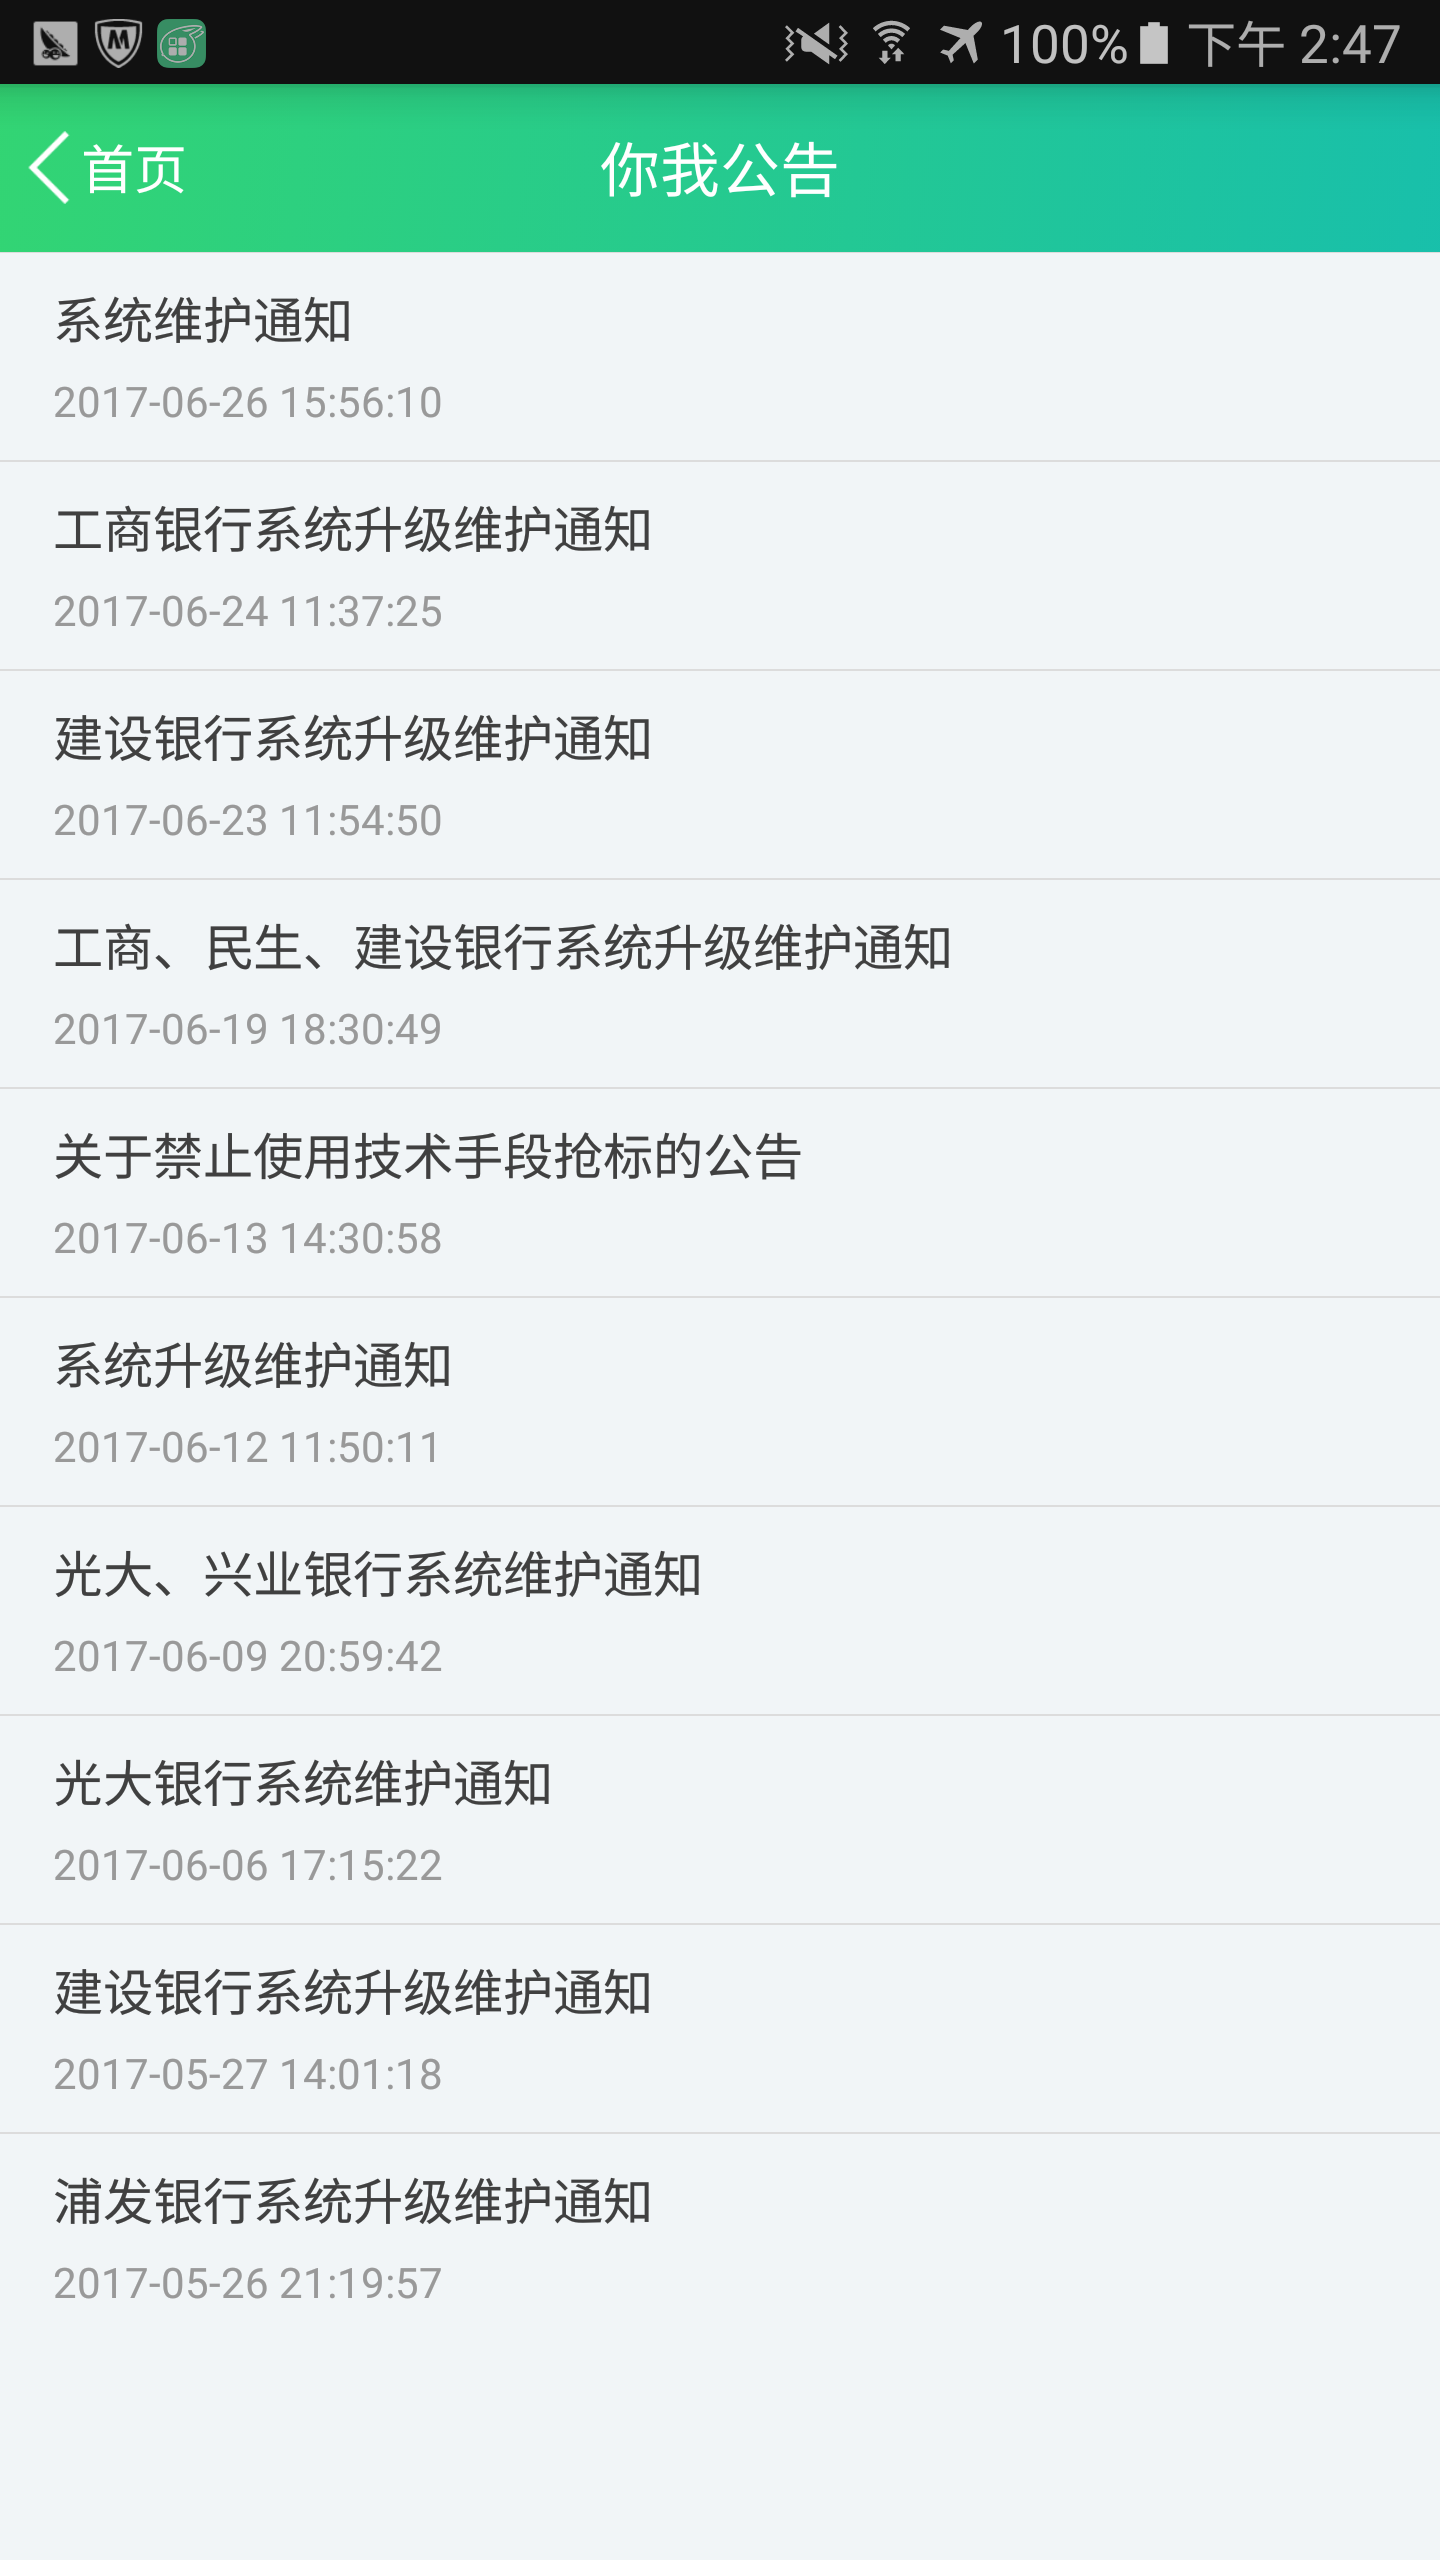 100% 下午 2:47
首页 你我公告
系统维护通知
2017-06-26 15:56:10
工商银行系统升级维护通知
2017-06-24 11:37:25
建设银行系统升级维护通知
2017-06-23 11:54:50
工商、民生、建设银行系统升级维护通知
2017-06-19 18:30:49
关于禁止使用技术手段抢标的公告
2017-06-13 14:30:58
系统升级维护通知
2017-06-12 11:50:11
光大、兴业银行系统维护通知
2017-06-09 20:59:42
光大银行系统维护通知
2017-06-06 17:15:22
建设银行系统升级维护通知
2017-05-27 14:01:18
浦发银行系统升级维护通知
2017-05-26 21:19:57